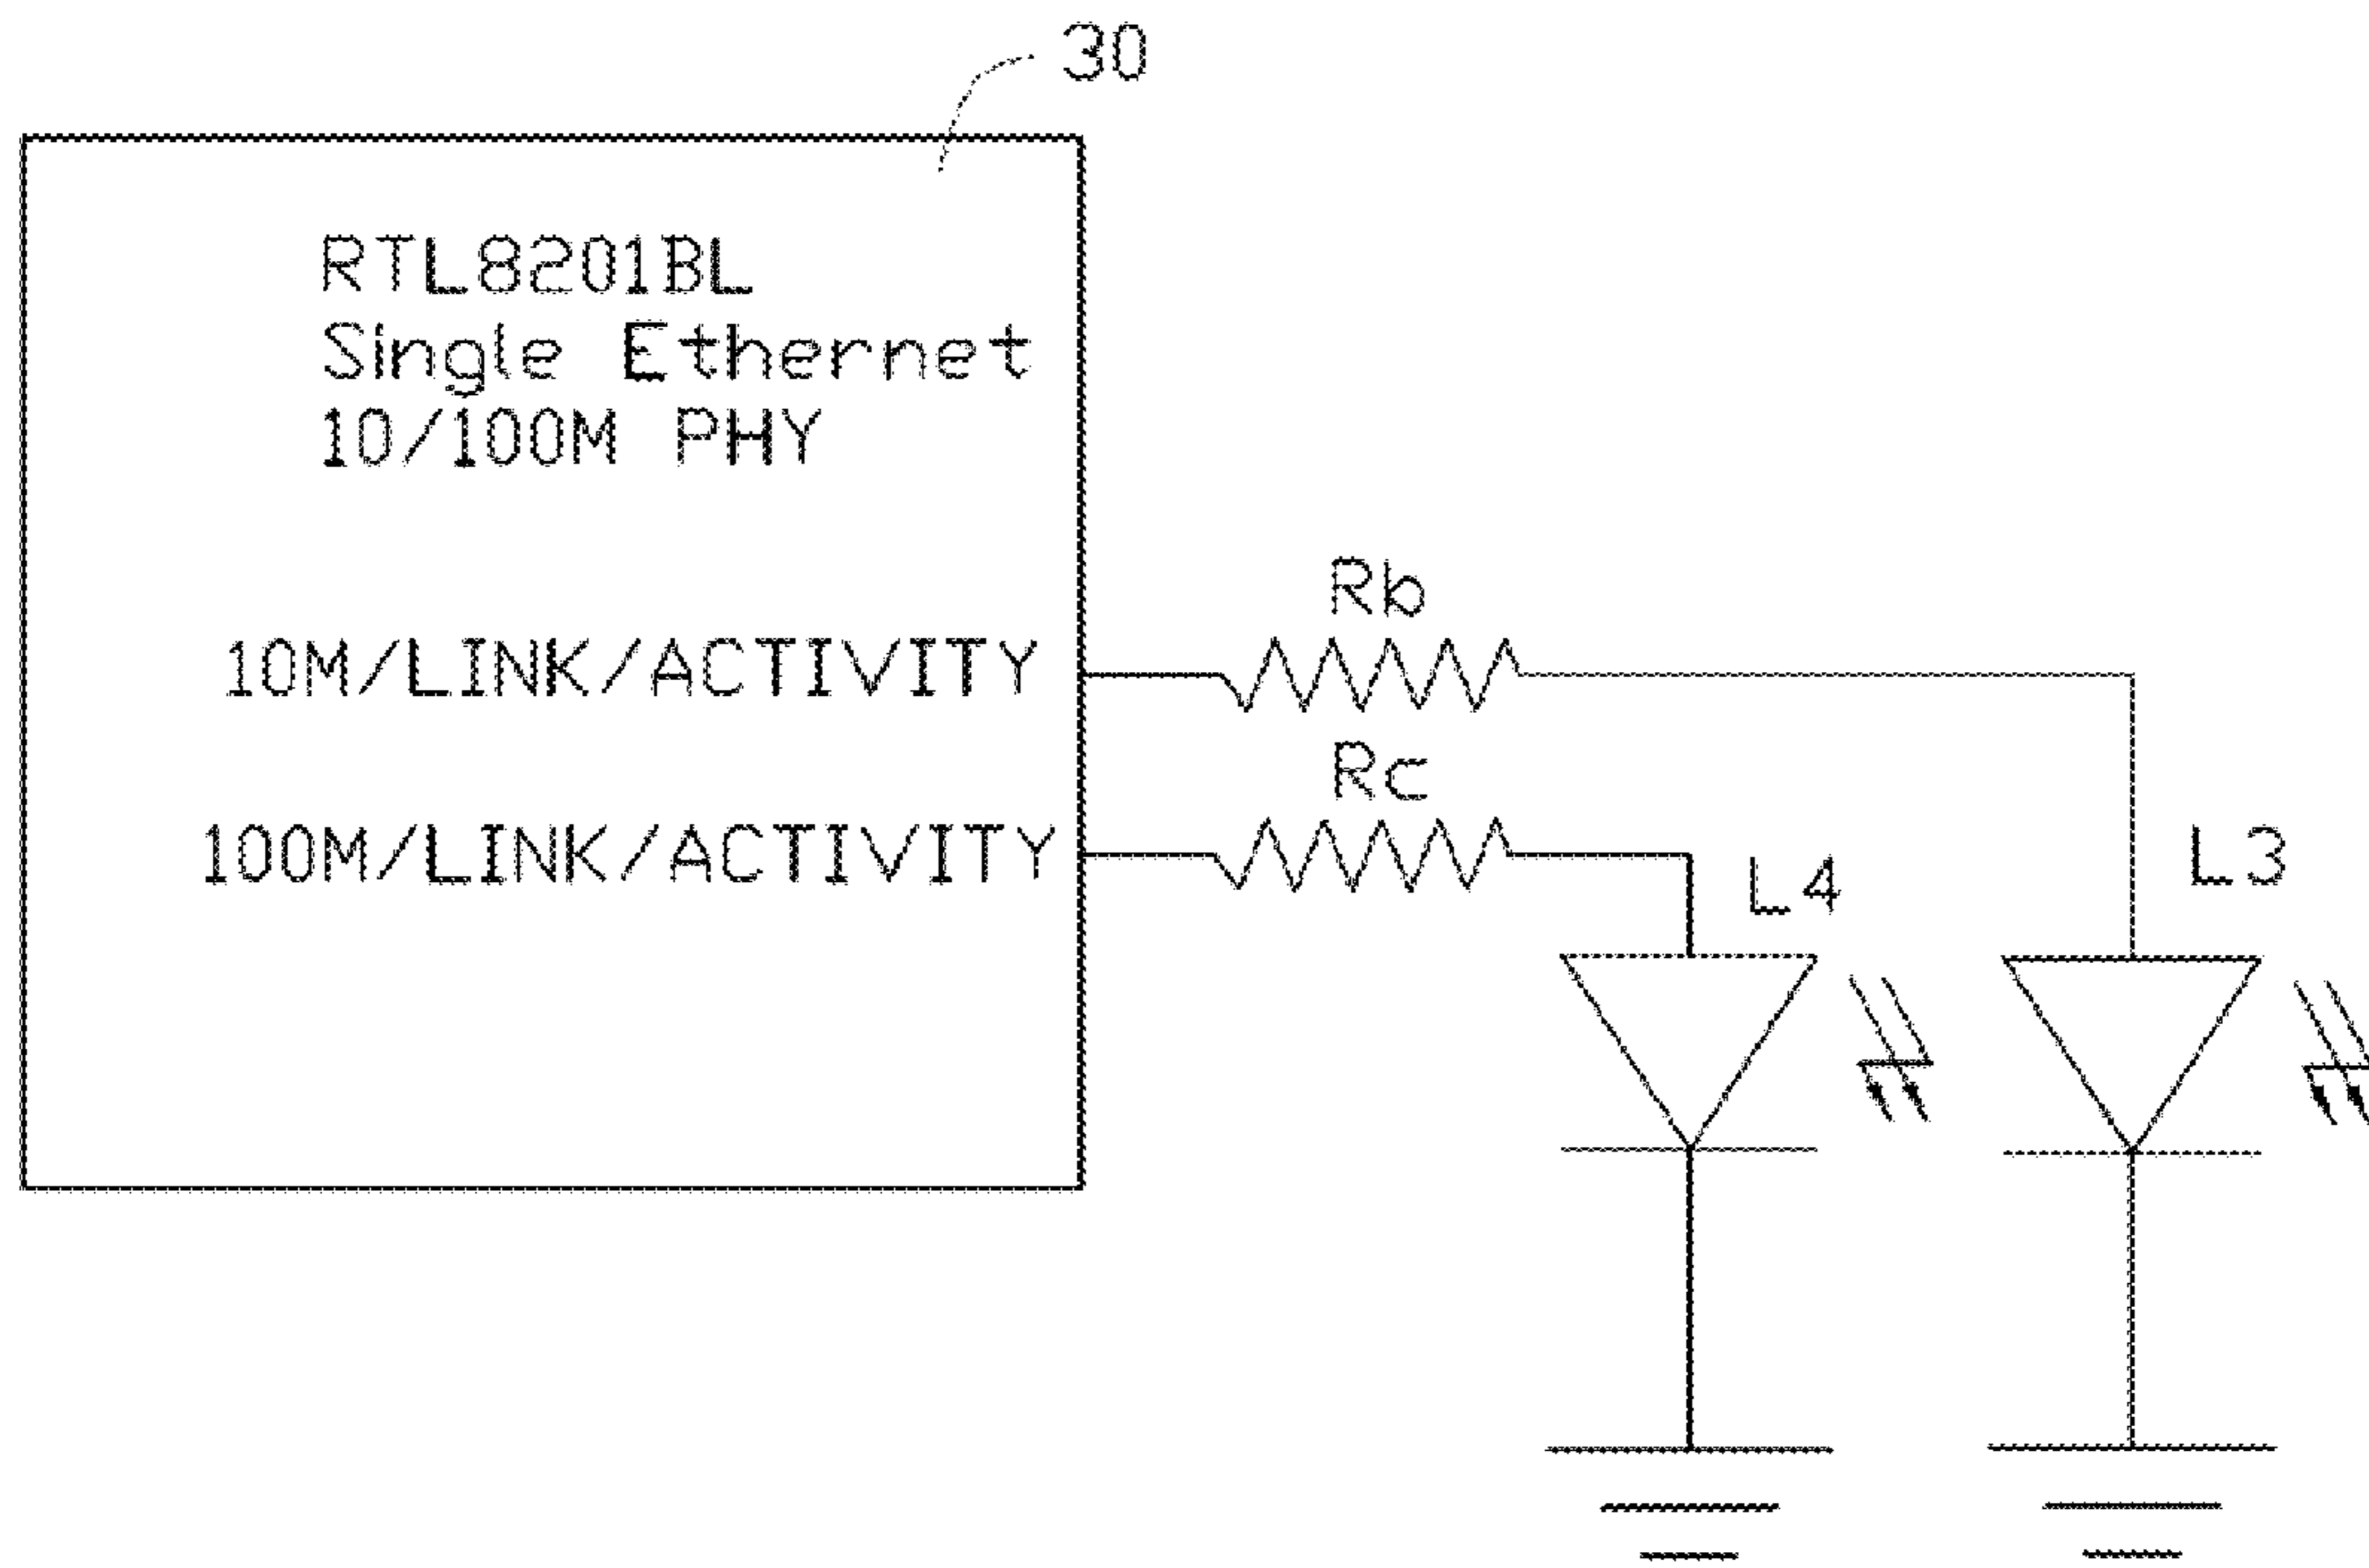 30
RTL8201BL
Single Ethernet
10/100M PHY
Rb
10M/LINK/ACTIVITY
Rc
100M/LINK/ACTIVITY
L4
L3